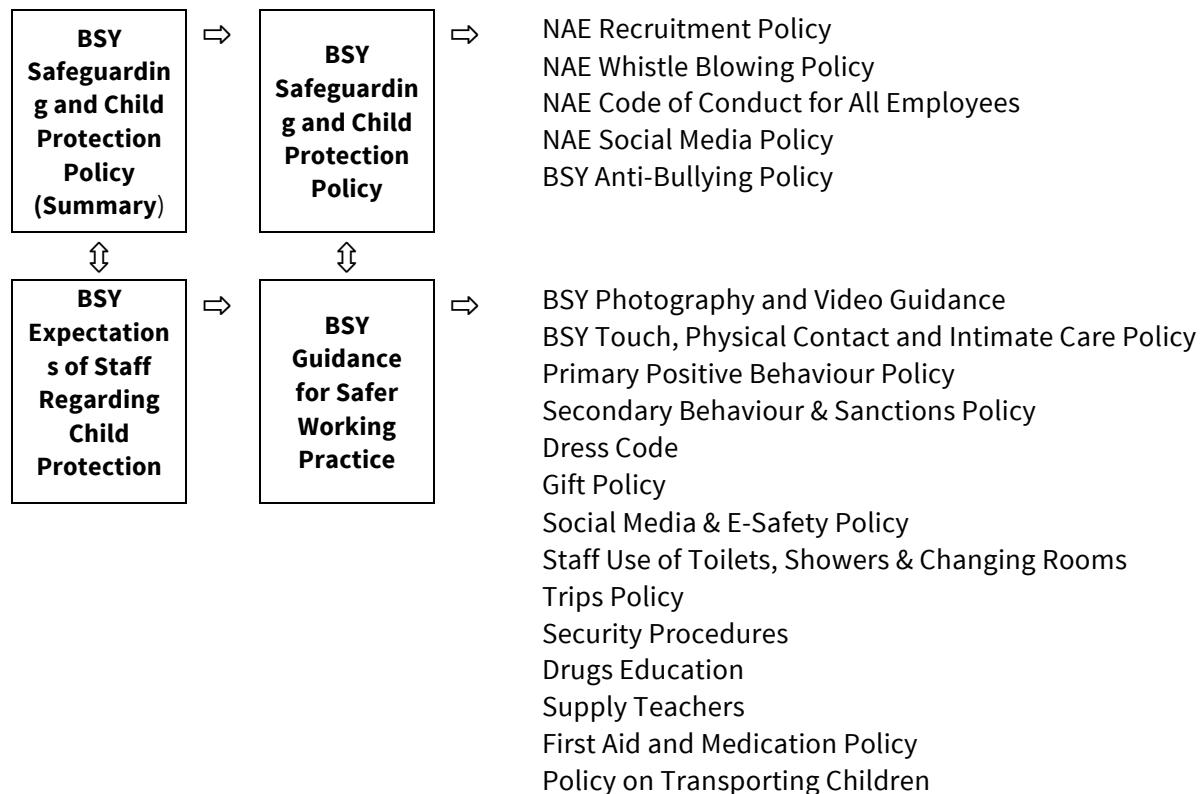 BSY
Safeguardin
g and Child
Protection
Policy
(Summary)
⇨
BSY
Safeguardin
g and Child
Protection
Policy
⇨
NAE Recruitment Policy
NAE Whistle Blowing Policy
NAE Code of Conduct for All Employees
NAE Social Media Policy
BSY Anti-Bullying Policy
⇕
⇕
BSY
Expectation
s of Staff
Regarding
Child
Protection
⇨
BSY
Guidance
for Safer
Working
Practice
⇨
BSY Photography and Video Guidance
BSY Touch, Physical Contact and Intimate Care Policy
Primary Positive Behaviour Policy
Secondary Behaviour & Sanctions Policy
Dress Code
Gift Policy
Social Media & E-Safety Policy
Staff Use of Toilets, Showers & Changing Rooms
Trips Policy
Security Procedures
Drugs Education
Supply Teachers
First Aid and Medication Policy
Policy on Transporting Children